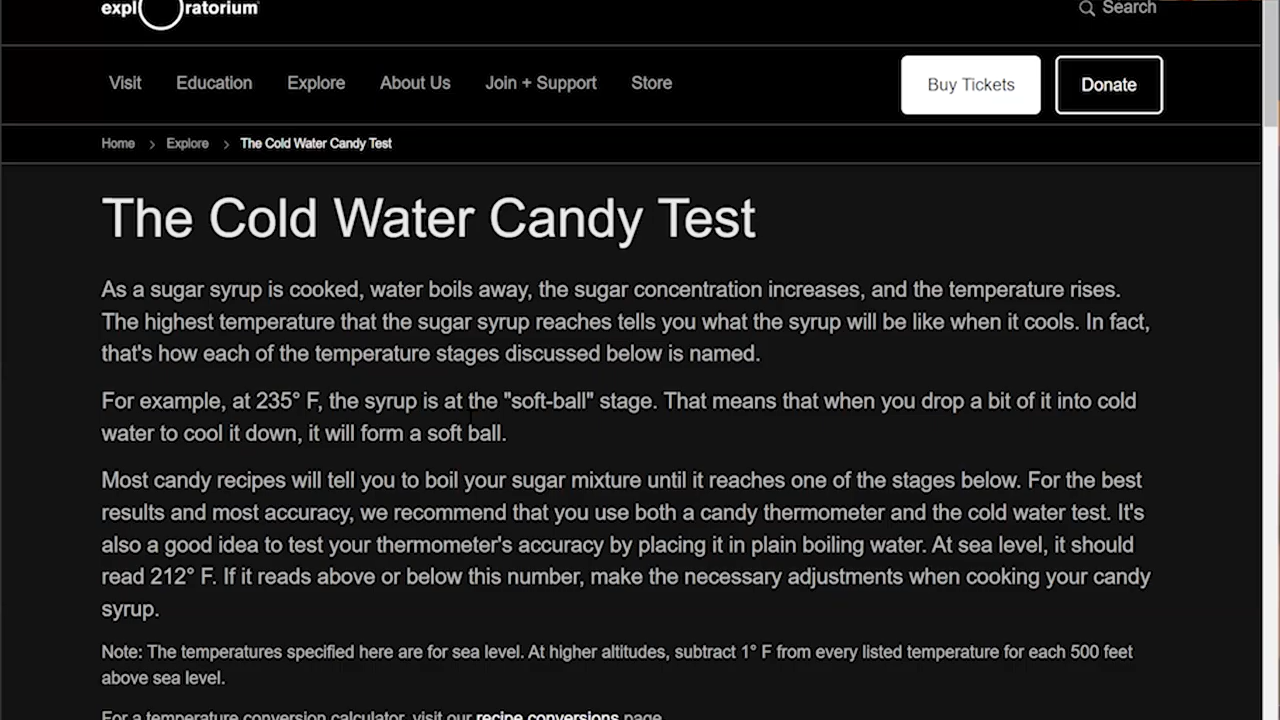 explOratorium
Search
Visit
Education
Explore
About Us
Join + Support
Store
Buy Tickets
Donate
Home > Explore > The Cold Water Candy Test
The Cold Water Candy Test
As a sugar syrup is cooked, water boils away, the sugar concentration increases, and the temperature rises.
The highest temperature that the sugar syrup reaches tells you what the syrup will be like when it cools. In fact,
that's how each of the temperature stages discussed below is named.
For example, at 235° F, the syrup is at the "soft-ball" stage. That means that when you drop a bit of it into cold
water to cool it down, it will form a soft ball.
Most candy recipes will tell you to boil your sugar mixture until it reaches one of the stages below. For the best
results and most accuracy, we recommend that you use both a candy thermometer and the cold water test. It's
also a good idea to test your thermometer's accuracy by placing it in plain boiling water. At sea level, it should
read 212° F. If it reads above or below this number, make the necessary adjustments when cooking your candy
syrup.
Note: The temperatures specified here are for sea level. At higher altitudes, subtract 1° F from every listed temperature for each 500 feet
above sea level.
For a temperature conversion calculator, visit our recipe conversions page.